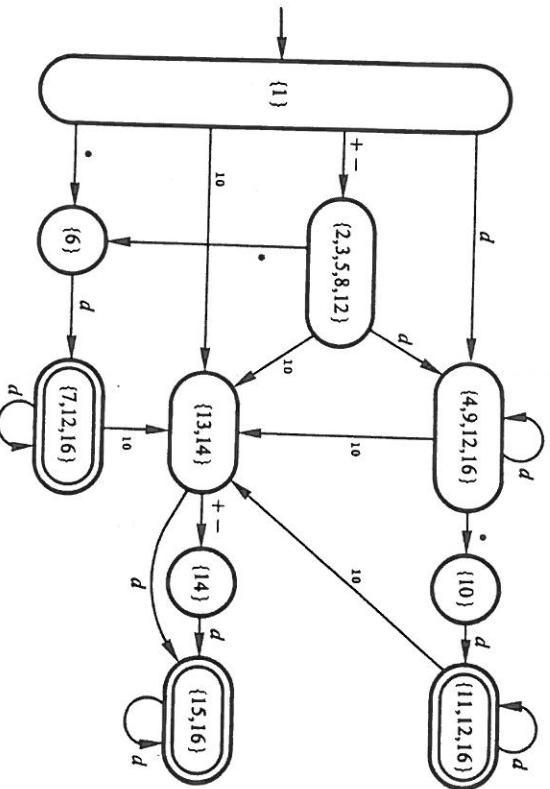 d d
d • d
{4,9,12,16} {10} {11,12,16}
d
+ − 10 10
{2,3,5,8,12}
{1} 10
•
10 + − d
{13,14} {14} {15,16}
d d
10
• d
{6} {7,12,16}
d